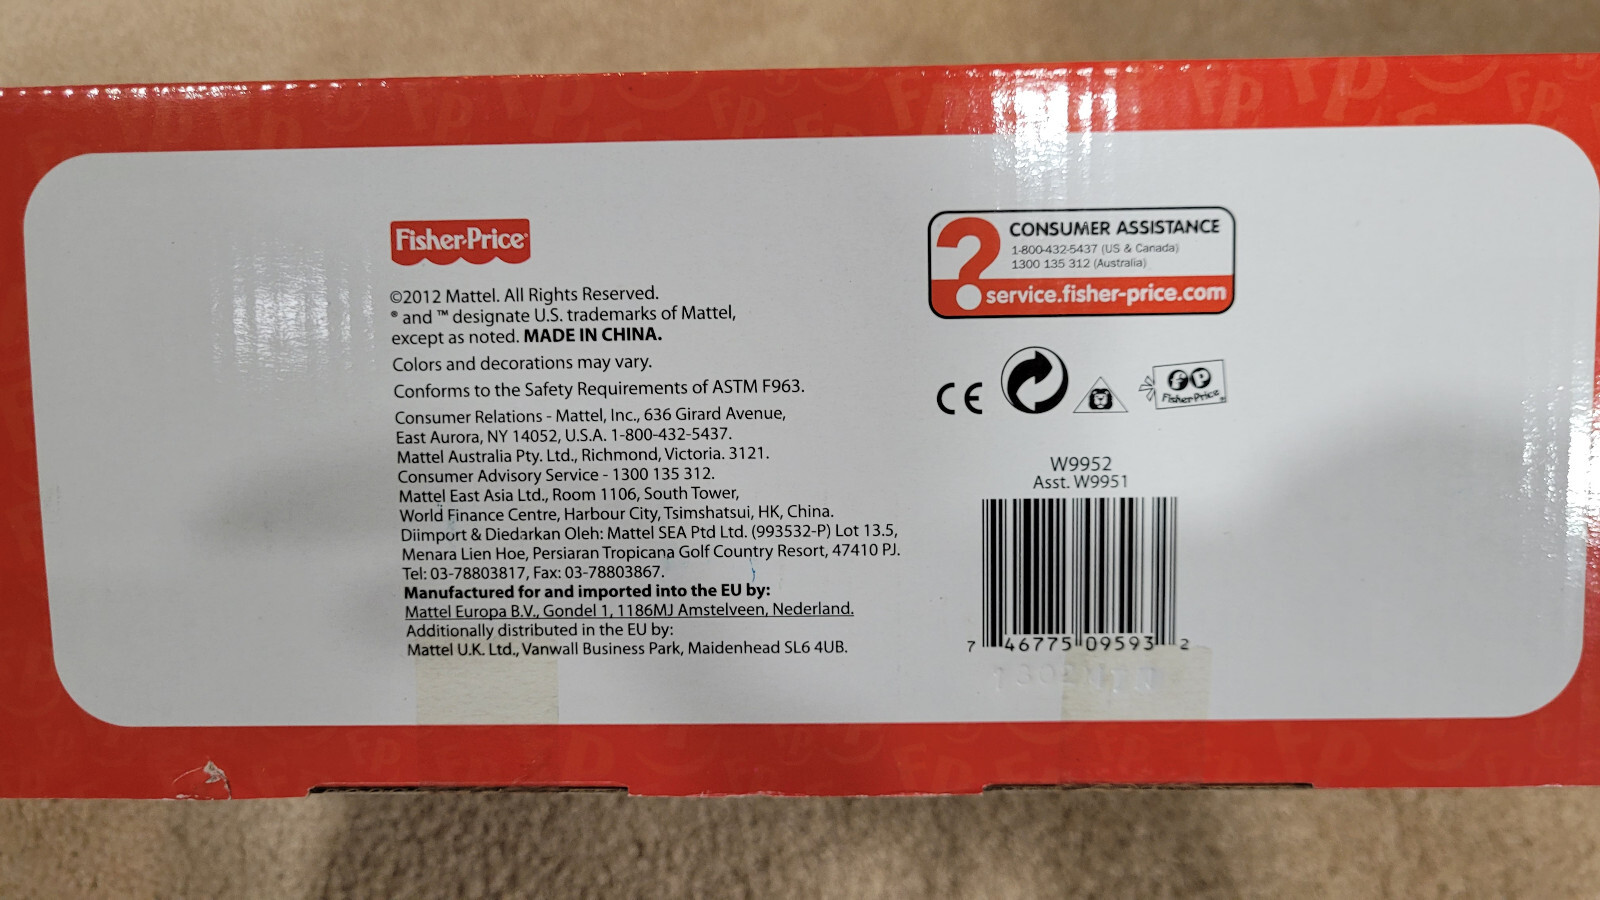 Fisher-Price®
©2012 Mattel. All Rights Reserved.
® and ™ designate U.S. trademarks of Mattel,
except as noted. MADE IN CHINA.
Colors and decorations may vary.
Conforms to the Safety Requirements of ASTM F963.
Consumer Relations - Mattel, Inc., 636 Girard Avenue,
East Aurora, NY 14052, U.S.A. 1-800-432-5437.
Mattel Australia Pty. Ltd., Richmond, Victoria. 3121.
Consumer Advisory Service - 1300 135 312.
Mattel East Asia Ltd., Room 1106, South Tower,
World Finance Centre, Harbour City, Tsimshatsui, HK, China.
Diimport & Diedarkan Oleh: Mattel SEA Ptd Ltd. (993532-P) Lot 13.5,
Menara Lien Hoe, Persiaran Tropicana Golf Country Resort, 47410 PJ.
Tel: 03-78803817, Fax: 03-78803867.
Manufactured for and imported into the EU by:
Mattel Europa B.V., Gondel 1, 1186MJ Amstelveen, Nederland.
Additionally distributed in the EU by:
Mattel U.K. Ltd., Vanwall Business Park, Maidenhead SL6 4UB.
? CONSUMER ASSISTANCE
1-800-432-5437 (US & Canada)
1300 135 312 (Australia)
service.fisher-price.com
CE
FP
Fisher-Price®
W9952
Asst. W9951
7 46775 09593 2